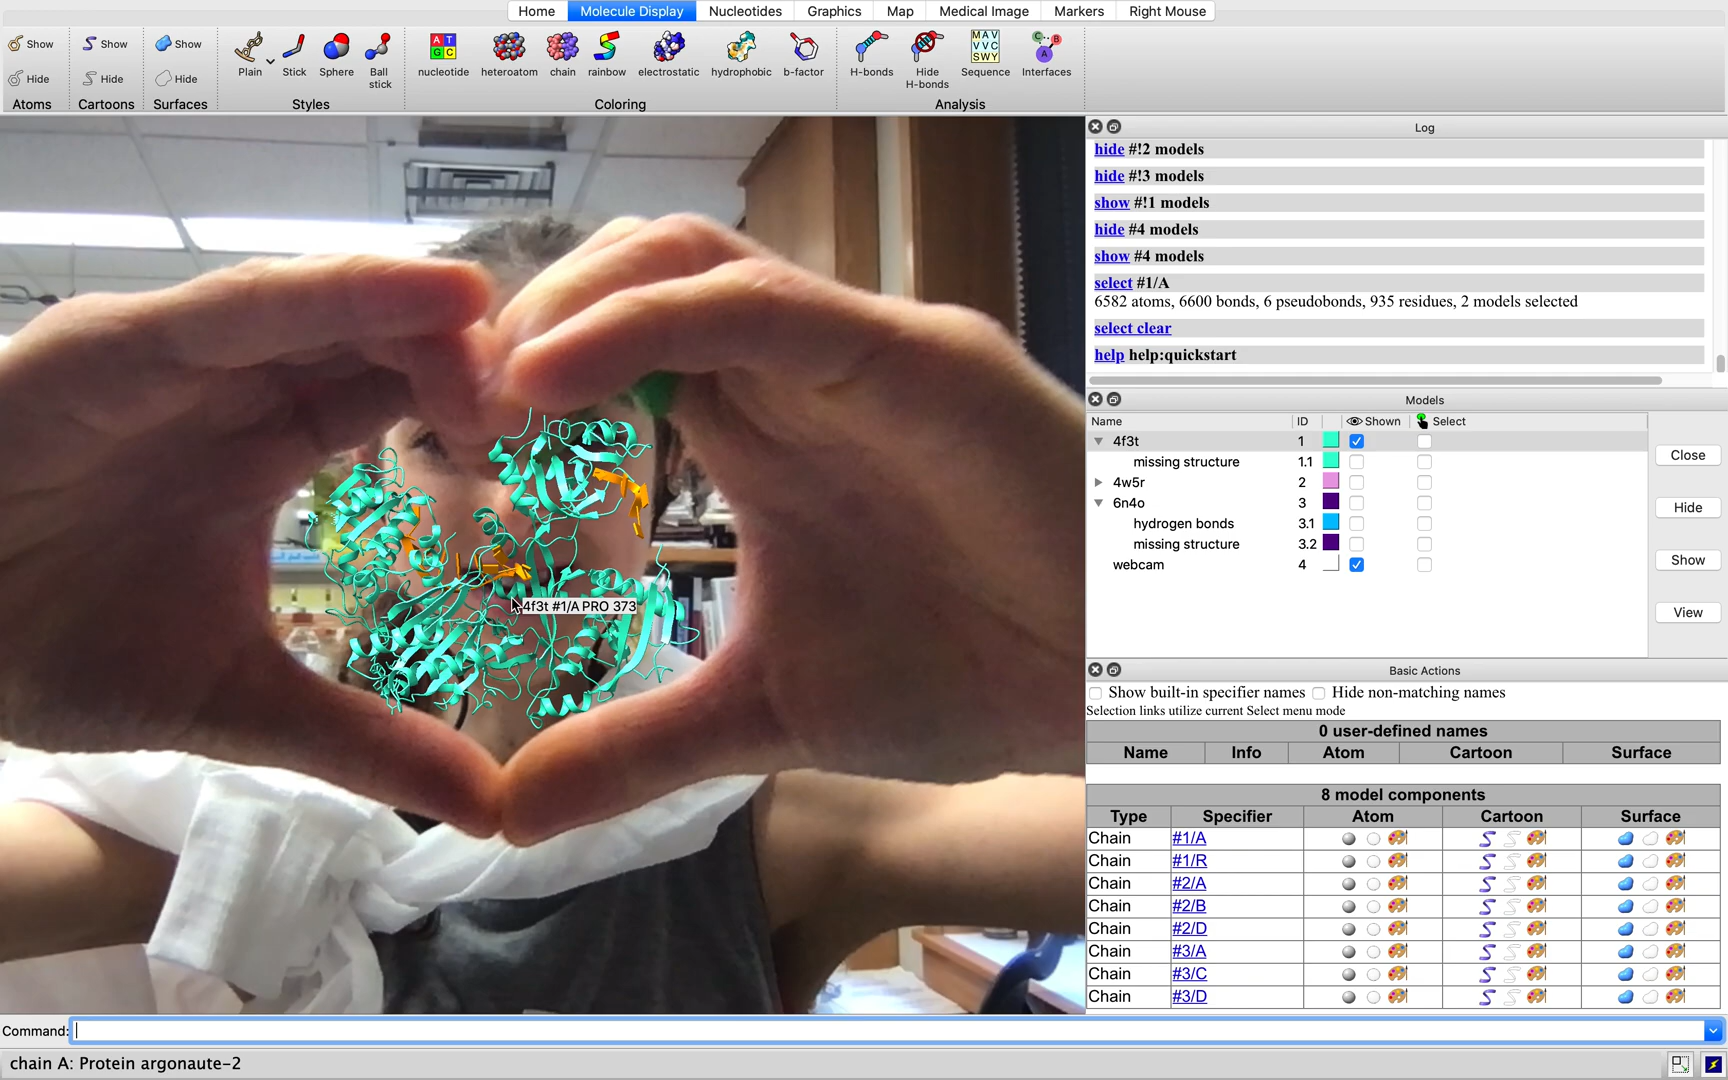 Home Molecule Display Nucleotides Graphics Map Medical Image Markers Right Mouse
Show Show Show
Hide Hide Hide
Plain Stick Sphere Ball stick
A T G C
nucleotide heteroatom chain rainbow electrostatic hydrophobic b-factor
MAV
VVC
SWY
C B A
H-bonds Hide H-bonds Sequence Interfaces
Atoms Cartoons Surfaces Styles Coloring Analysis
Log
hide #!2 models
hide #!3 models
show #!1 models
hide #4 models
show #4 models
select #1/A
6582 atoms, 6600 bonds, 6 pseudobonds, 935 residues, 2 models selected
select clear
help help:quickstart
Models
Name ID Shown Select
4f3t 1
missing structure 1.1
4w5r 2
6n4o 3
hydrogen bonds 3.1
missing structure 3.2
webcam 4
Close
Hide
Show
View
4f3t #1/A PRO 373
Basic Actions
Show built-in specifier names Hide non-matching names
Selection links utilize current Select menu mode
0 user-defined names
Name Info Atom Cartoon Surface
8 model components
Type Specifier Atom Cartoon Surface
Chain #1/A
Chain #1/R
Chain #2/A
Chain #2/B
Chain #2/D
Chain #3/A
Chain #3/C
Chain #3/D
Command:
chain A: Protein argonaute-2